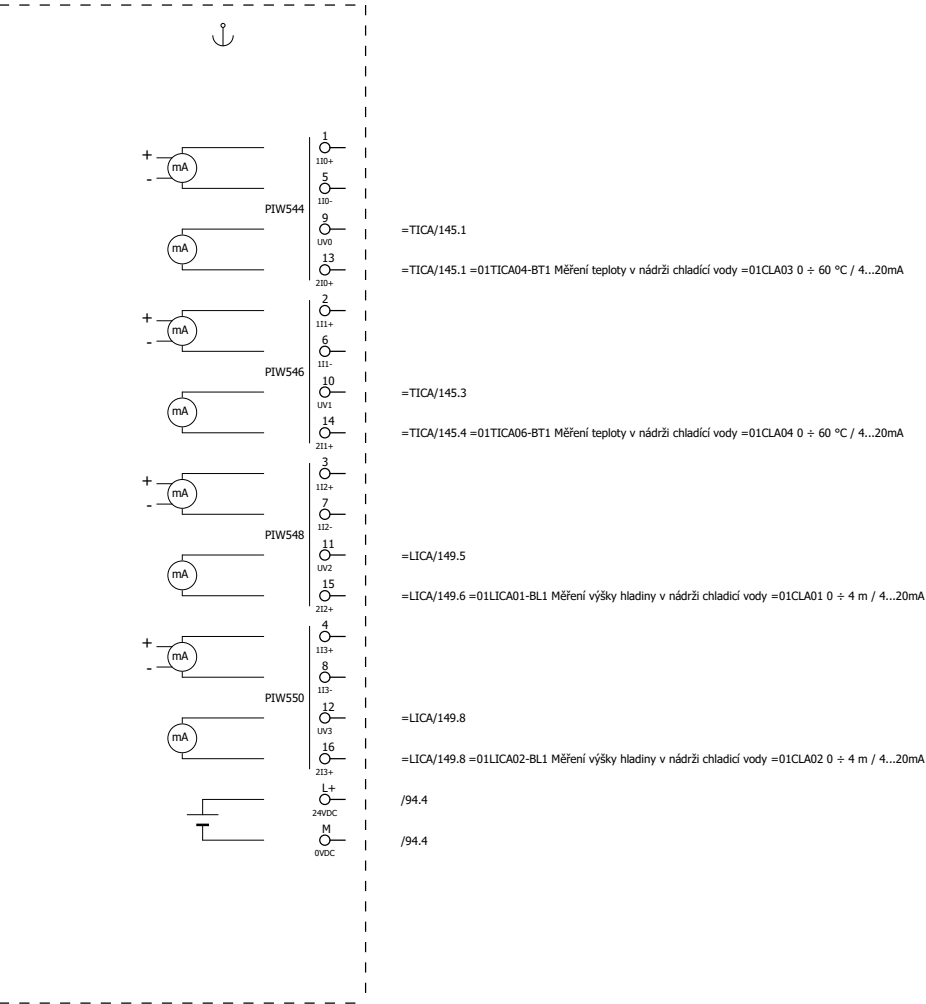 1
+
mA
1I0+
-
5
1I0-
PIW544
9
=TICA/145.1
UV0
mA
13
=TICA/145.1 =01TICA04-BT1 Měření teploty v nádrži chladící vody =01CLA03 0 ÷ 60 °C / 4...20mA
2I0+
2
+
mA
1I1+
-
6
1I1-
PIW546
10
=TICA/145.3
UV1
mA
14
=TICA/145.4 =01TICA06-BT1 Měření teploty v nádrži chladící vody =01CLA04 0 ÷ 60 °C / 4...20mA
2I1+
3
+
mA
1I2+
-
7
1I2-
PIW548
11
=LICA/149.5
UV2
mA
15
=LICA/149.6 =01LICA01-BL1 Měření výšky hladiny v nádrži chladicí vody =01CLA01 0 ÷ 4 m / 4...20mA
2I2+
4
+
mA
1I3+
-
8
1I3-
PIW550
12
=LICA/149.8
UV3
mA
16
=LICA/149.8 =01LICA02-BL1 Měření výšky hladiny v nádrži chladicí vody =01CLA02 0 ÷ 4 m / 4...20mA
2I3+
L+
/94.4
24VDC
M
/94.4
0VDC